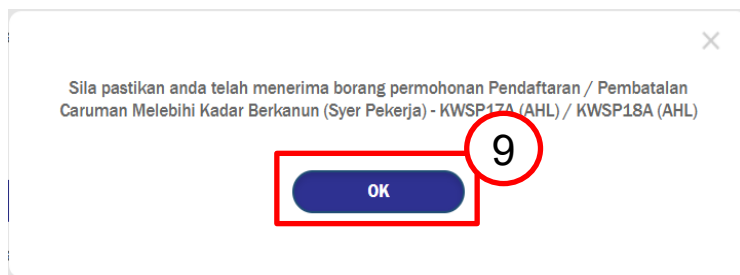 Sila pastikan anda telah menerima borang permohonan Pendaftaran / Pembatalan
Caruman Melebihi Kadar Berkanun (Syer Pekerja) - KWSP17A (AHL) / KWSP18A (AHL)
9
OK